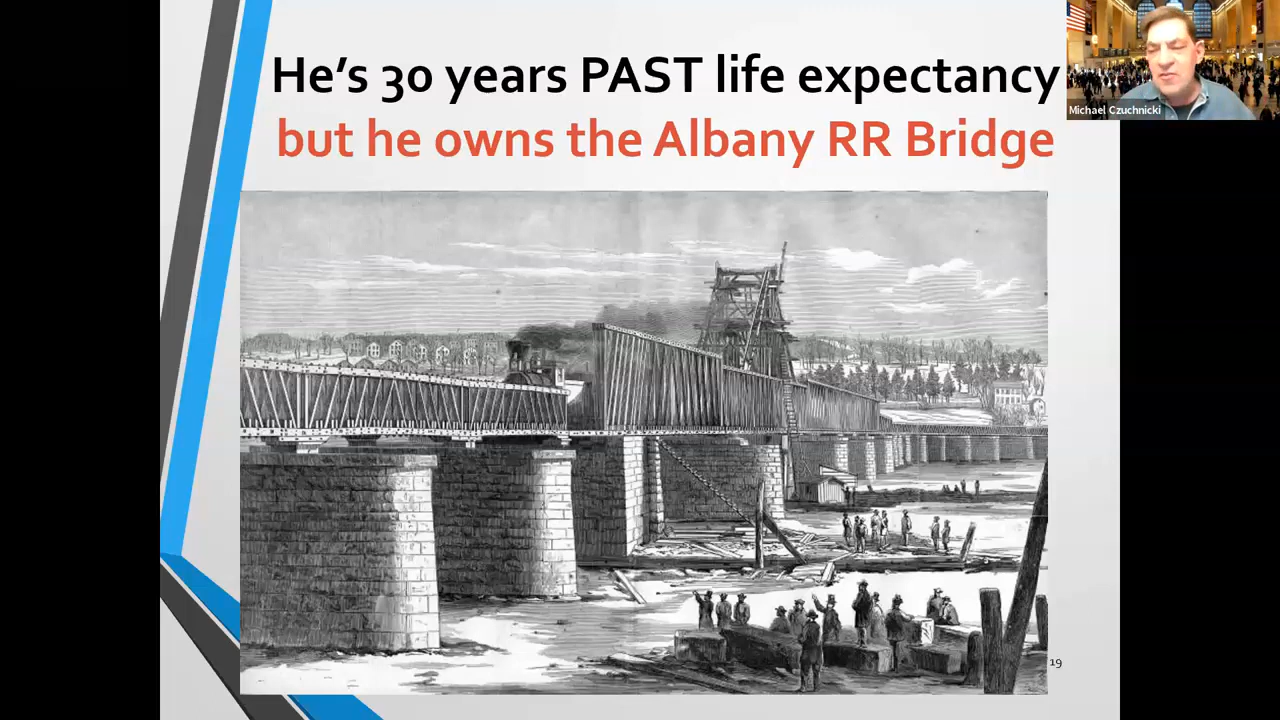 He’s 30 years PAST life expectancy
but he owns the Albany RR Bridge
Michael Czuchnicki
19